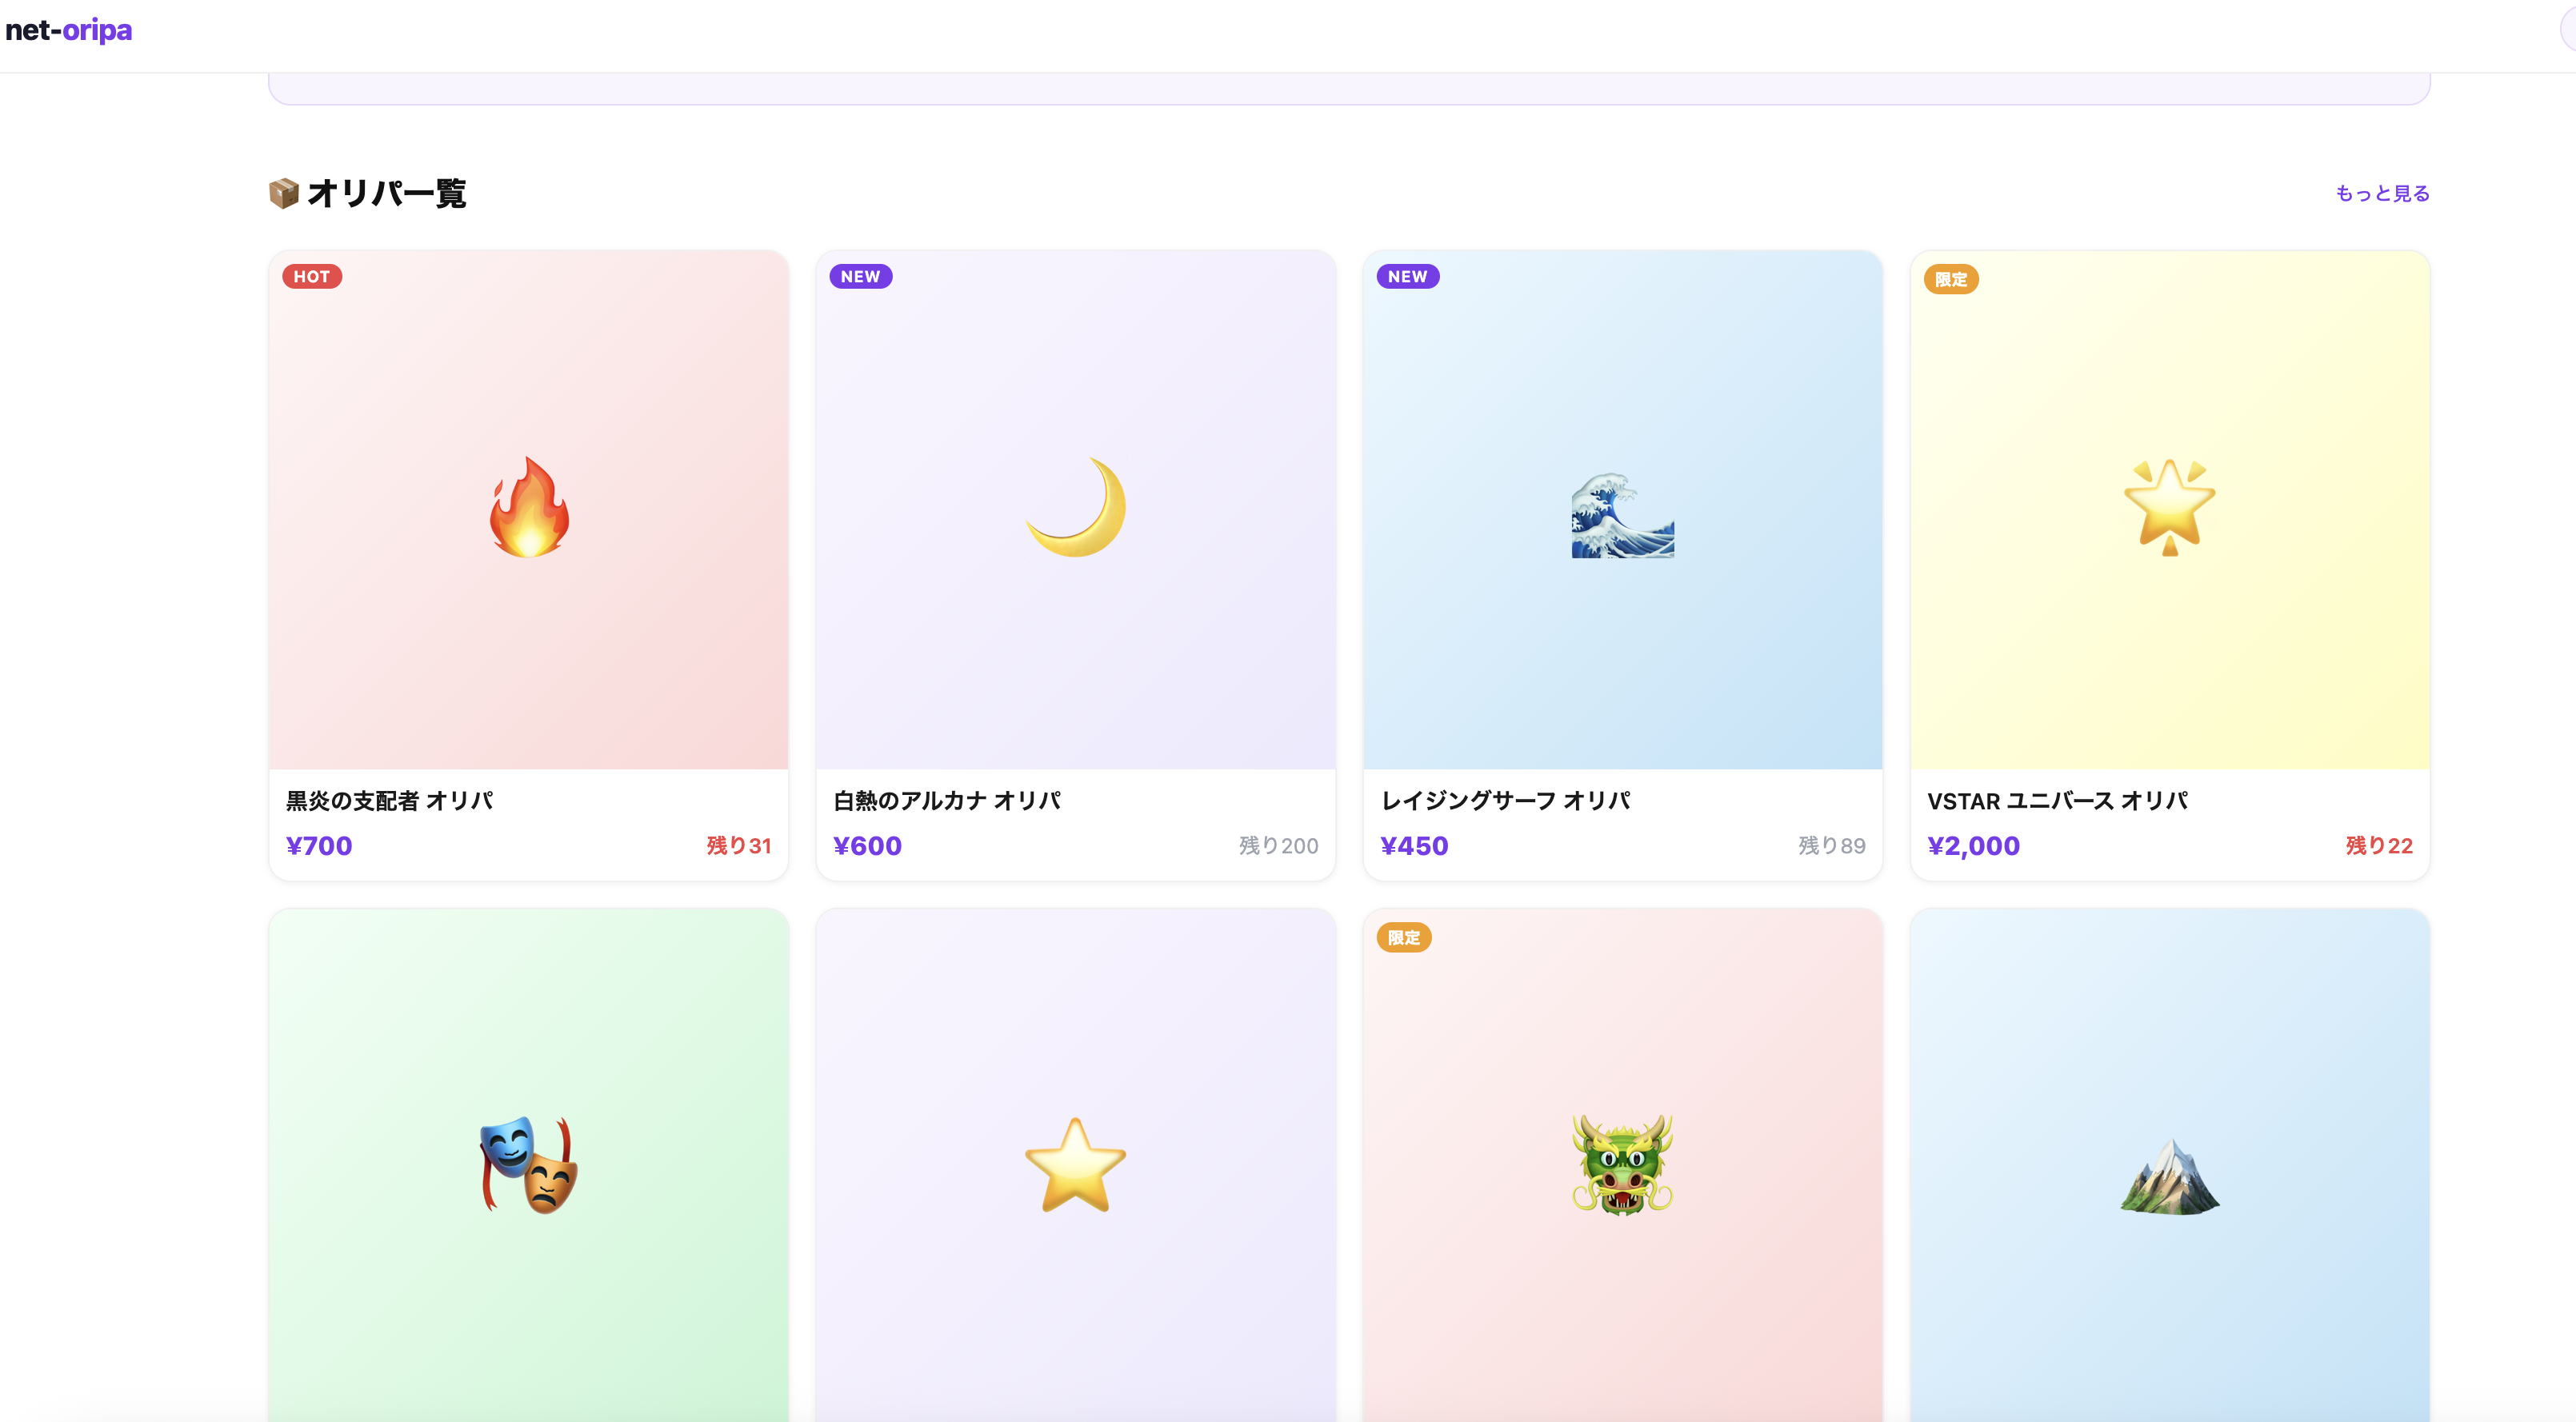 net-oripa
📦 オリパ一覧
もっと見る
HOT
NEW
NEW
限定
黒炎の支配者 オリパ
¥700 残り31
白熱のアルカナ オリパ
¥600 残り200
レイジングサーフ オリパ
¥450 残り89
VSTAR ユニバース オリパ
¥2,000 残り22
限定